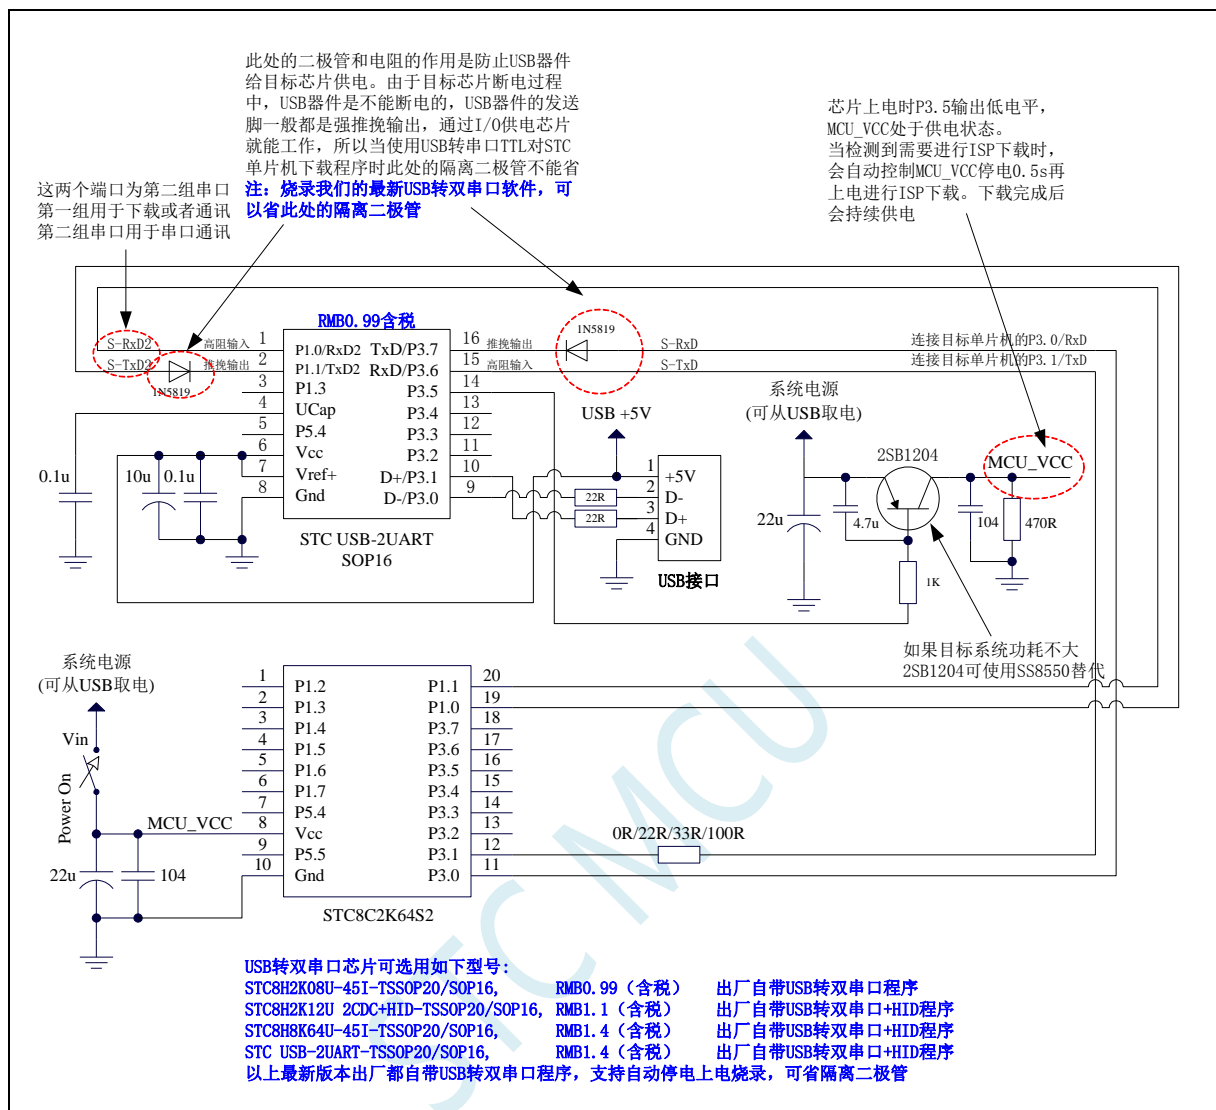 此处的二极管和电阻的作用是防止USB器件
给目标芯片供电。由于目标芯片断电过程
中，USB器件是不能断电的，USB器件的发送
脚一般都是强推挽输出，通过I/O供电芯片
就能工作，所以当使用USB转串口TTL对STC
单片机下载程序时此处的隔离二极管不能省
注：烧录我们的最新USB转双串口软件，可
以省此处的隔离二极管
这两个端口为第二组串口
第一组用于下载或者通讯
第二组串口用于串口通讯
芯片上电时P3.5输出低电平，
MCU_VCC处于供电状态。
当检测到需要进行ISP下载时，
会自动控制MCU_VCC停电0.5s再
上电进行ISP下载。下载完成后
会持续供电
RMB0.99含税
S-RxD2 高阻输入 1 P1.0/RxD2 TxD/P3.7 16 推挽输出 1N5819 S-RxD 连接目标单片机的P3.0/RxD
S-TxD2 1N5819 推挽输出 2 P1.1/TxD2 RxD/P3.6 15 高阻输入 S-TxD 连接目标单片机的P3.1/TxD
3 P1.3 P3.5 14
4 UCap P3.4 13
5 P5.4 P3.3 12
6 Vcc P3.2 11
7 Vref+ D+/P3.1 10
8 Gnd D-/P3.0 9
0.1u
10u
0.1u
STC USB-2UART
SOP16
USB +5V
1 +5V
22R 2 D-
22R 3 D+
4 GND
USB接口
系统电源
(可从USB取电)
2SB1204
MCU_VCC
22u
4.7u
104
470R
1K
如果目标系统功耗不大
2SB1204可使用SS8550替代
系统电源
(可从USB取电)
Vin
Power On
MCU_VCC
22u
104
1 P1.2 P1.1 20
2 P1.3 P1.0 19
3 P1.4 P3.7 18
4 P1.5 P3.6 17
5 P1.6 P3.5 16
6 P1.7 P3.4 15
7 P5.4 P3.3 14
8 Vcc P3.2 13
9 P5.5 P3.1 12
10 Gnd P3.0 11
0R/22R/33R/100R
STC8C2K64S2
STC MCU
USB转双串口芯片可选用如下型号:
STC8H2K08U-45I-TSSOP20/SOP16, RMB0.99（含税） 出厂自带USB转双串口程序
STC8H2K12U 2CDC+HID-TSSOP20/SOP16, RMB1.1（含税） 出厂自带USB转双串口+HID程序
STC8H8K64U-45I-TSSOP20/SOP16, RMB1.4（含税） 出厂自带USB转双串口+HID程序
STC USB-2UART-TSSOP20/SOP16, RMB1.4（含税） 出厂自带USB转双串口+HID程序
以上最新版本出厂都自带USB转双串口程序，支持自动停电上电烧录，可省隔离二极管